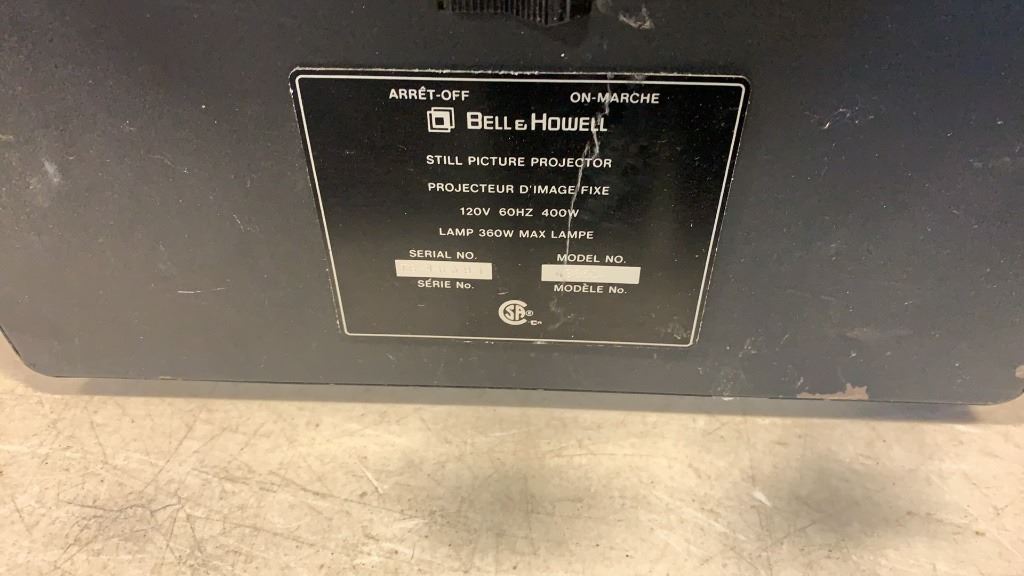 ARRÊT-OFF ON-MARCHE
BELL & HOWELL
STILL PICTURE PROJECTOR
PROJECTEUR D'IMAGE FIXE
120V 60HZ 400W
LAMP 360W MAX LAMPE
SERIAL NO. MODEL NO.
SÉRIE No. MODÈLE No.
SA®